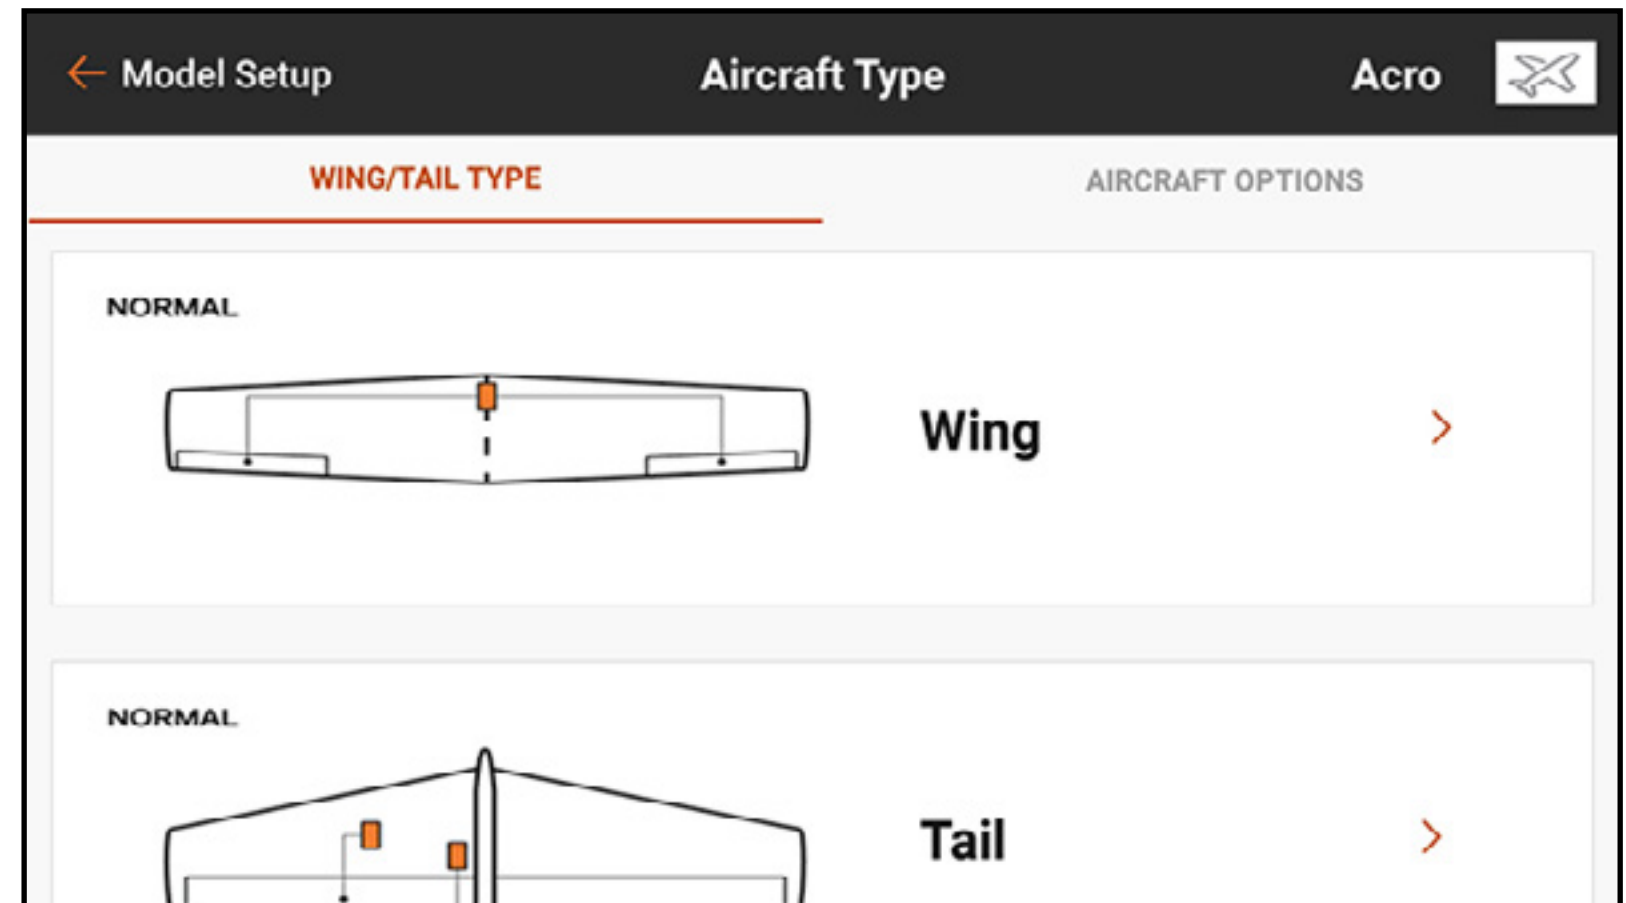 Model Setup
Aircraft Type
Acro
WING/TAIL TYPE
AIRCRAFT OPTIONS
NORMAL
Wing
NORMAL
Tail